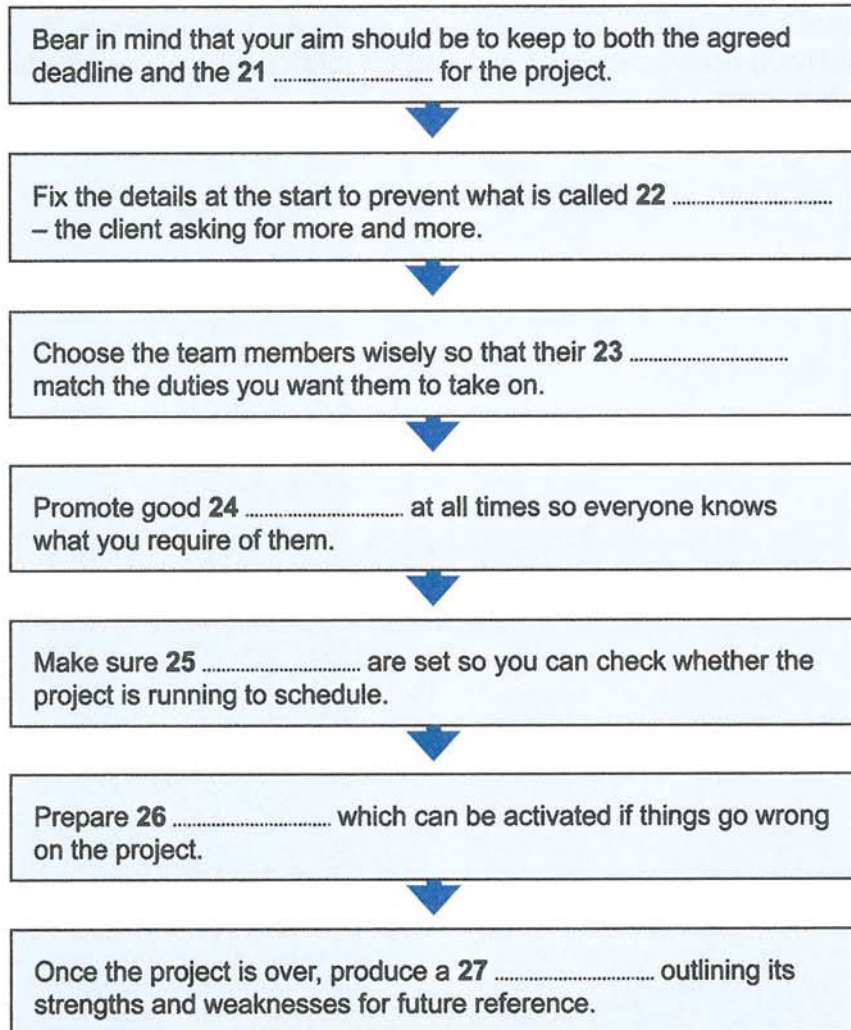 Bear in mind that your aim should be to keep to both the agreed
deadline and the 21 ................................ for the project.
Fix the details at the start to prevent what is called 22 ................................
– the client asking for more and more.
Choose the team members wisely so that their 23 ................................
match the duties you want them to take on.
Promote good 24 ................................ at all times so everyone knows
what you require of them.
Make sure 25 ................................ are set so you can check whether the
project is running to schedule.
Prepare 26 ................................ which can be activated if things go wrong
on the project.
Once the project is over, produce a 27 ................................ outlining its
strengths and weaknesses for future reference.